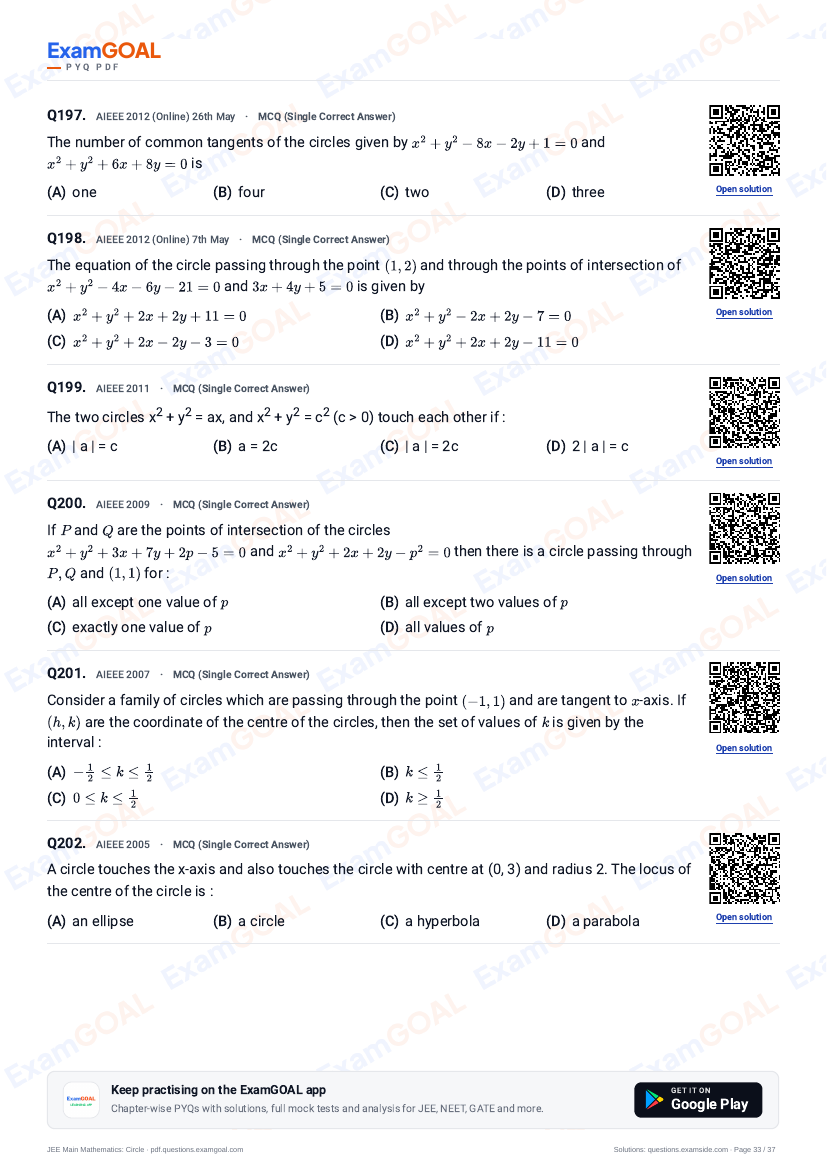 ExamGOAL
PYQ PDF
Q197. AIEEE 2012 (Online) 26th May · MCQ (Single Correct Answer)
The number of common tangents of the circles given by x² + y² − 8x − 2y + 1 = 0 and
x² + y² + 6x + 8y = 0 is
(A) one (B) four (C) two (D) three
Open solution
Q198. AIEEE 2012 (Online) 7th May · MCQ (Single Correct Answer)
The equation of the circle passing through the point (1, 2) and through the points of intersection of
x² + y² − 4x − 6y − 21 = 0 and 3x + 4y + 5 = 0 is given by
(A) x² + y² + 2x + 2y + 11 = 0 (B) x² + y² − 2x + 2y − 7 = 0
(C) x² + y² + 2x − 2y − 3 = 0 (D) x² + y² + 2x + 2y − 11 = 0
Open solution
Q199. AIEEE 2011 · MCQ (Single Correct Answer)
The two circles x² + y² = ax, and x² + y² = c² (c > 0) touch each other if :
(A) | a | = c (B) a = 2c (C) | a | = 2c (D) 2 | a | = c
Open solution
Q200. AIEEE 2009 · MCQ (Single Correct Answer)
If P and Q are the points of intersection of the circles
x² + y² + 3x + 7y + 2p − 5 = 0 and x² + y² + 2x + 2y − p² = 0 then there is a circle passing through
P, Q and (1, 1) for :
(A) all except one value of p (B) all except two values of p
(C) exactly one value of p (D) all values of p
Open solution
Q201. AIEEE 2007 · MCQ (Single Correct Answer)
Consider a family of circles which are passing through the point (−1, 1) and are tangent to x-axis. If
(h, k) are the coordinate of the centre of the circles, then the set of values of k is given by the
interval :
(A) −1/2 ≤ k ≤ 1/2 (B) k ≤ 1/2
(C) 0 ≤ k ≤ 1/2 (D) k ≥ 1/2
Open solution
Q202. AIEEE 2005 · MCQ (Single Correct Answer)
A circle touches the x-axis and also touches the circle with centre at (0, 3) and radius 2. The locus of
the centre of the circle is :
(A) an ellipse (B) a circle (C) a hyperbola (D) a parabola
Open solution
ExamGOAL
Keep practising on the ExamGOAL app
Chapter-wise PYQs with solutions, full mock tests and analysis for JEE, NEET, GATE and more.
GET IT ON
Google Play
JEE Main Mathematics: Circle · pdf.questions.examgoal.com
Solutions: questions.examside.com · Page 33 / 37